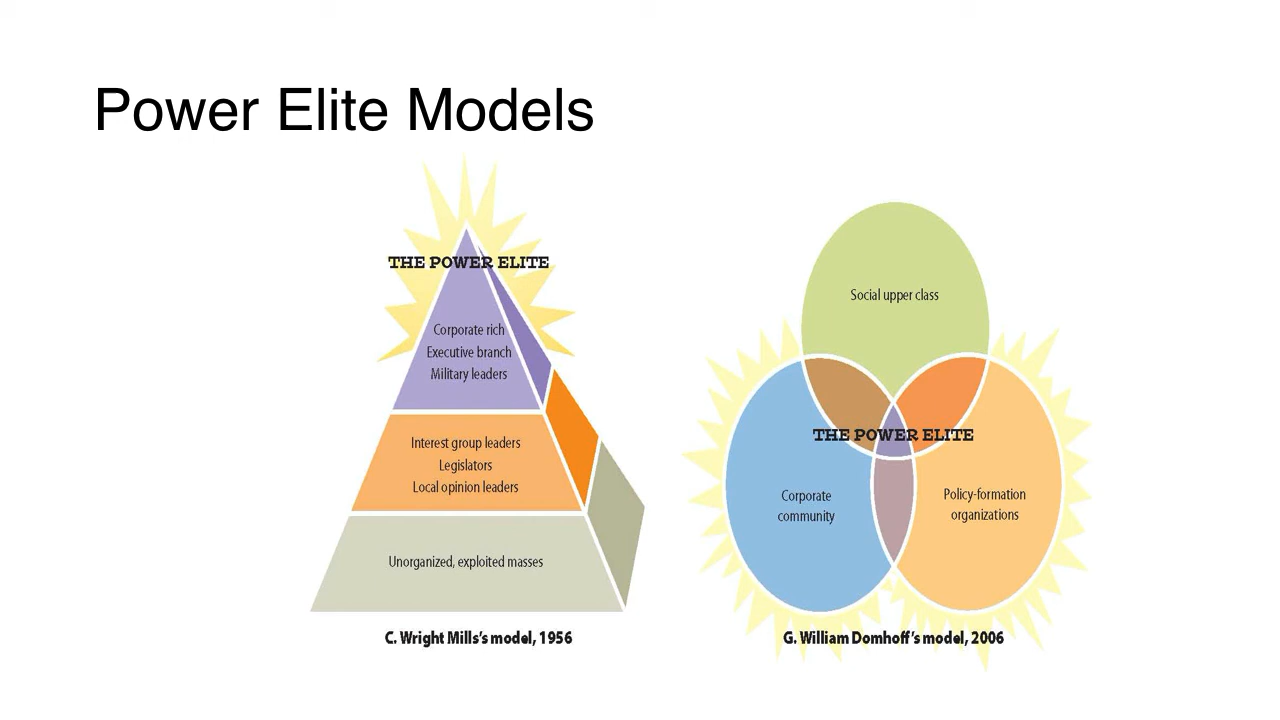 Power Elite Models
THE POWER ELITE
Corporate rich
Executive branch
Military leaders
Interest group leaders
Legislators
Local opinion leaders
Unorganized, exploited masses
C. Wright Mills’s model, 1956
Social upper class
THE POWER ELITE
Corporate
community
Policy-formation
organizations
G. William Domhoff’s model, 2006